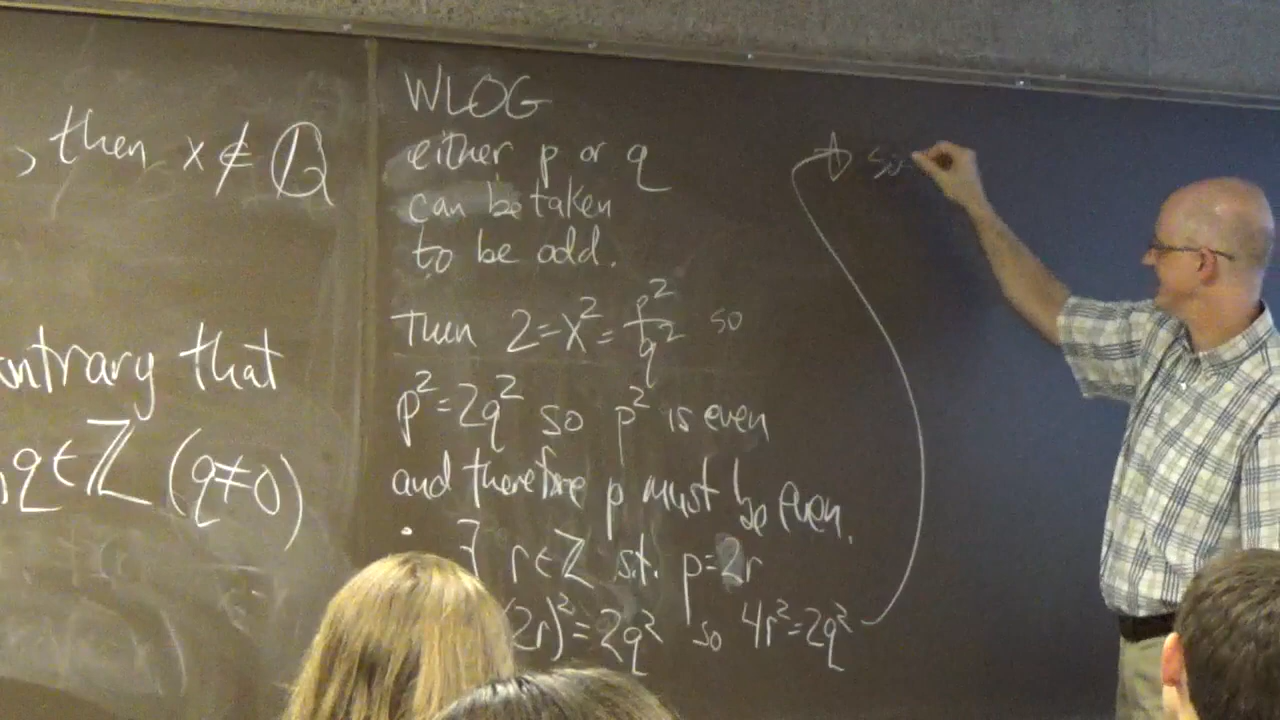 , then x ∉ ℚ
ontrary that
q ∈ ℤ (q≠0)
WLOG
either p or q
can be taken
to be odd.
Then 2 = x² = p²/q² so
p² = 2q² so p² is even
and therefore p must be even.
∃ r ∈ ℤ s.t. p = 2r
(2r)² = 2q² so 4r² = 2q²
so